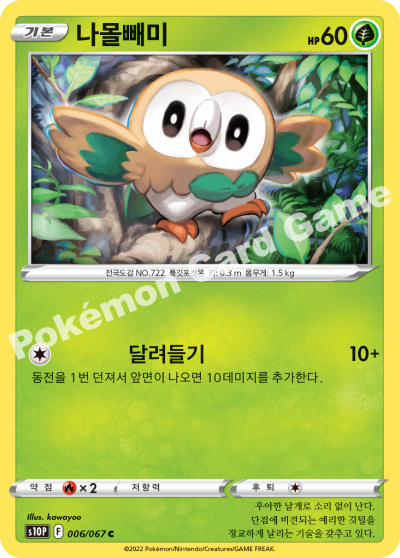 기본 나몰빼미 HP 60
전국도감 NO.722 풀깃포켓몬 키: 0.3 m 몸무게: 1.5 kg
Pokémon Card Game
달려들기 10+
동전을 1번 던져서 앞면이 나오면 10데미지를 추가한다.
약점 ×2 저항력 후퇴
Illus. kawayoo
s10P F 006/067 C
우아한 날개로 소리 없이 난다.
단검에 비견되는 예리한 깃털을
정교하게 날리는 기술을 갖추고 있다.
©2022 Pokémon/Nintendo/Creatures/GAME FREAK.